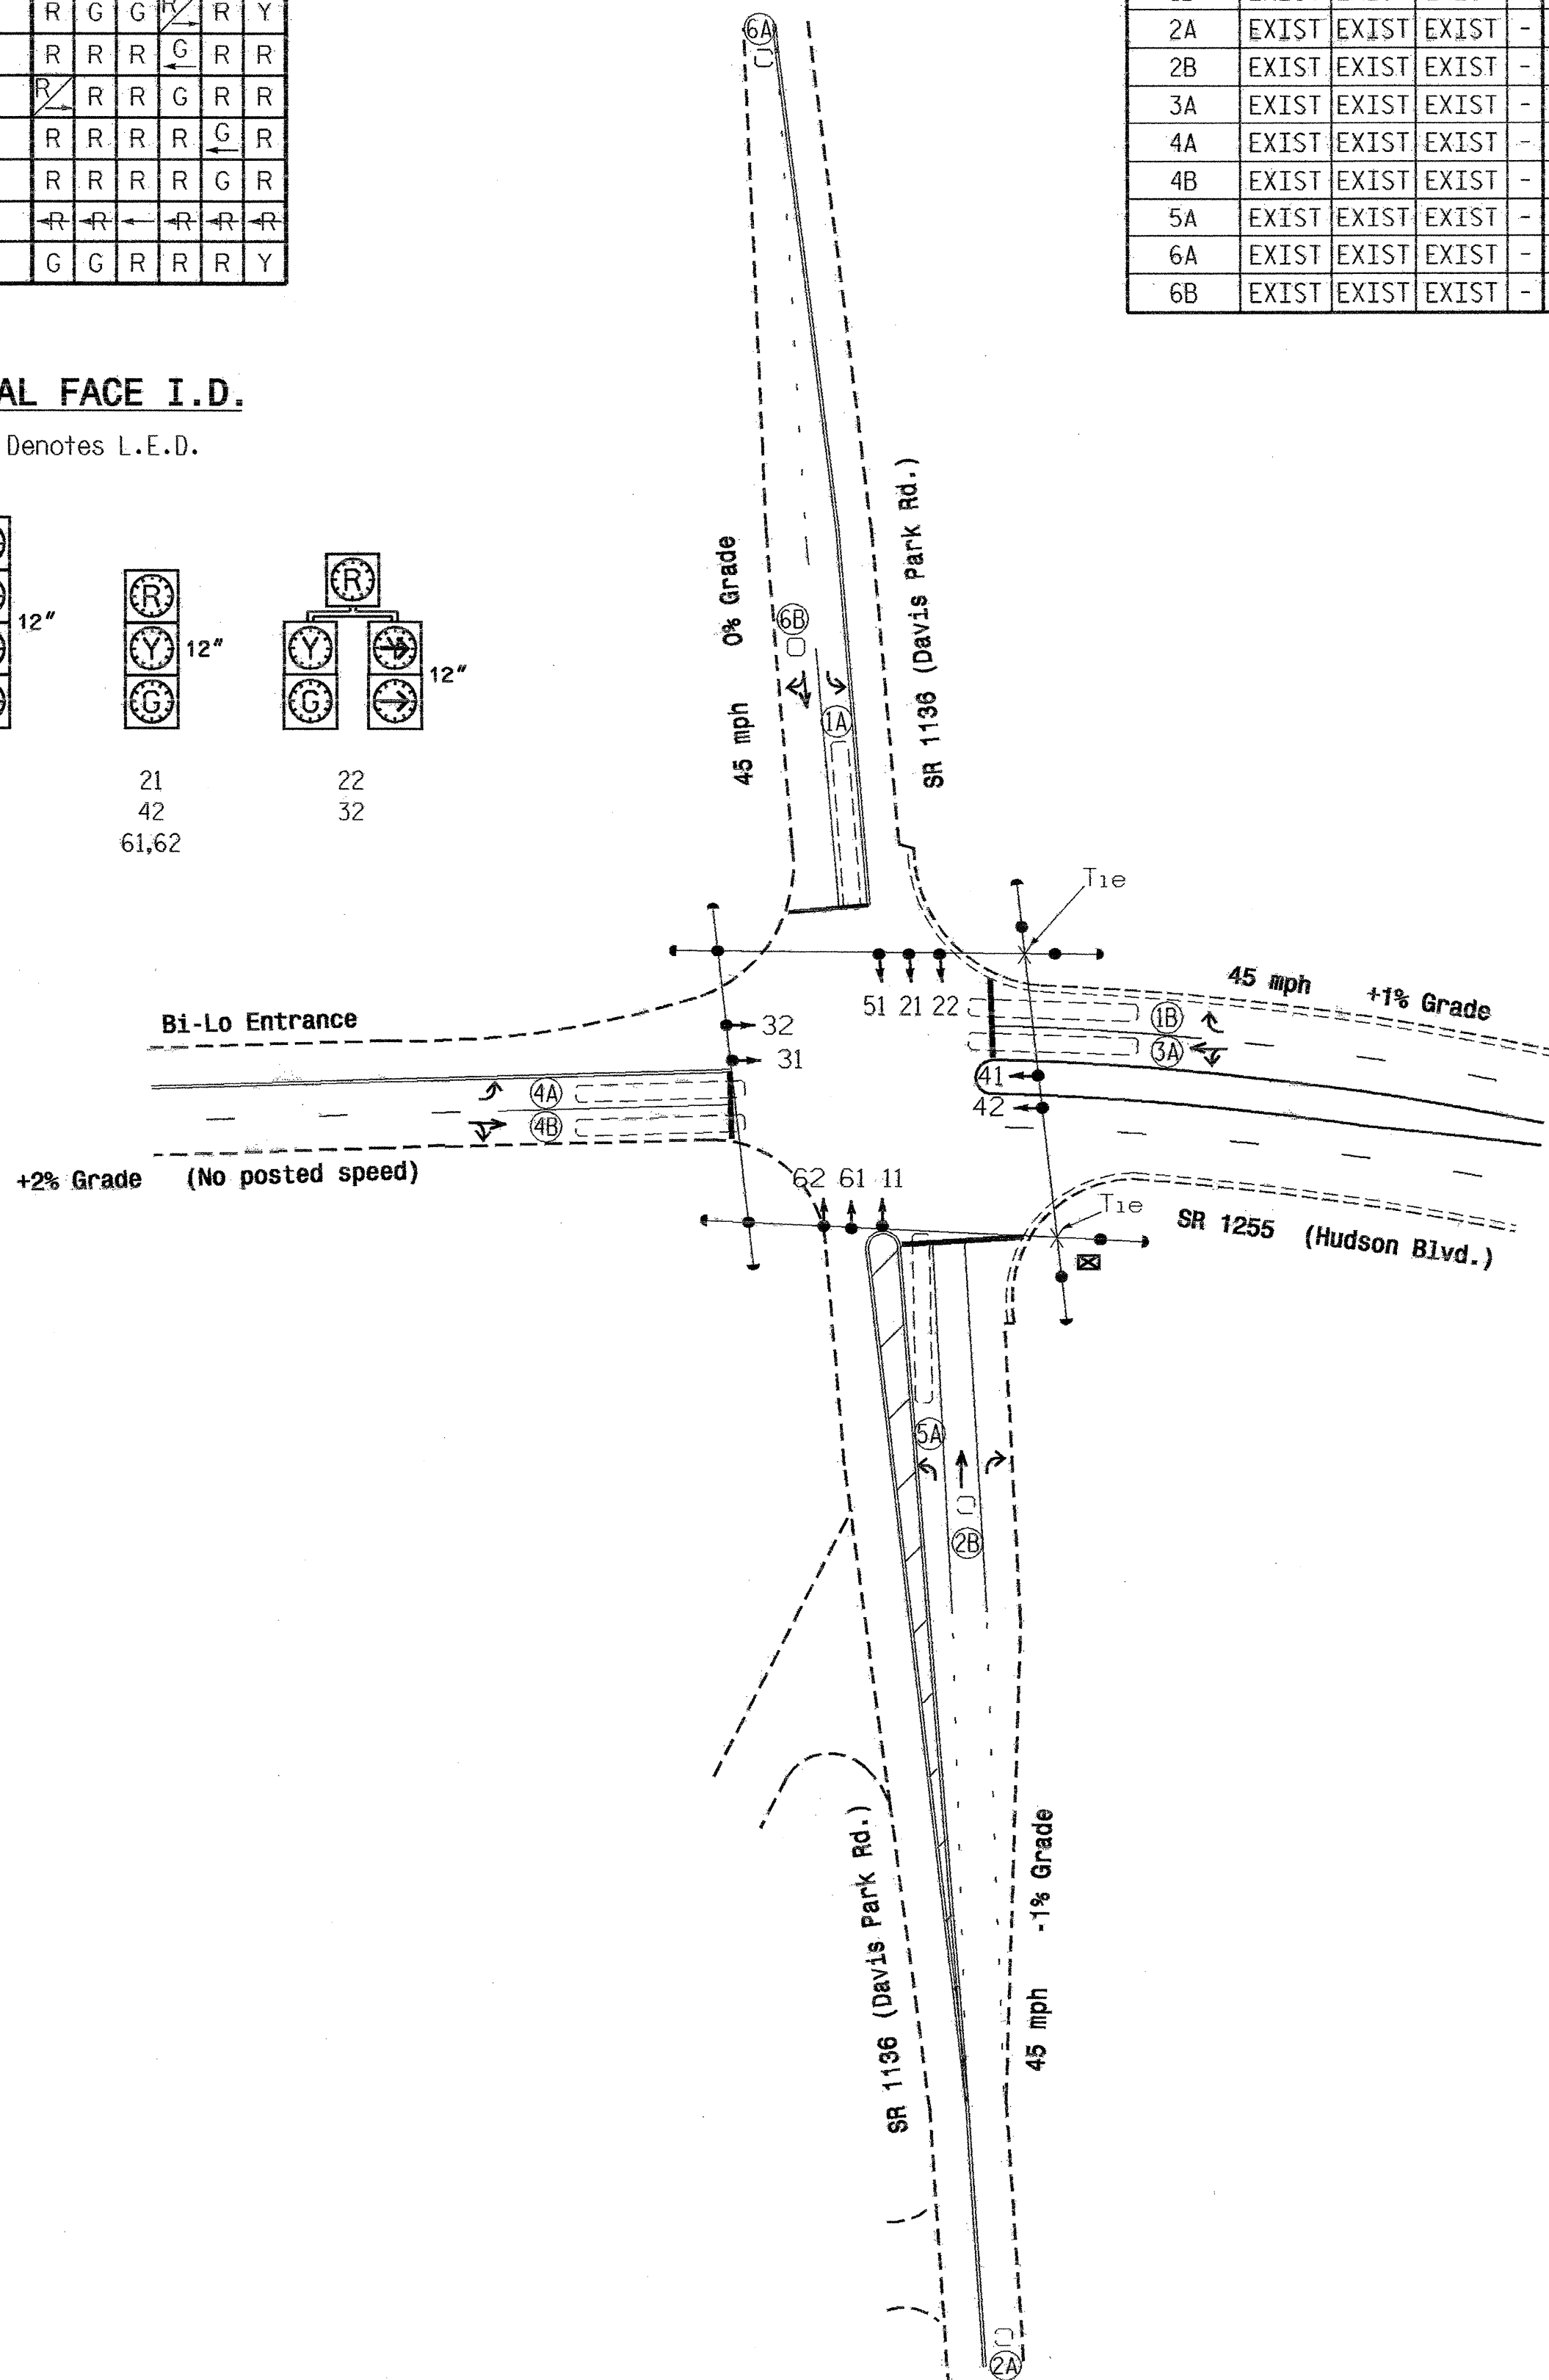 R G G R R Y
R R R G R R
R R R G R R
R R R R G R
R R R R G R
R R R R R
G G R R R Y
2A EXIST EXIST EXIST -
2B EXIST EXIST EXIST -
3A EXIST EXIST EXIST -
4A EXIST EXIST EXIST -
4B EXIST EXIST EXIST -
5A EXIST EXIST EXIST -
6A EXIST EXIST EXIST -
6B EXIST EXIST EXIST -
AL FACE I.D.
Denotes L.E.D.
12"
R
Y
G
12"
R
Y
G
Y
12"
21
42
61,62
22
32
6A
6B
1A
45 mph 0% Grade
SR 1136 (Davis Park Rd.)
Tie
51 21 22
32
31
Bi-Lo Entrance
45 mph +1% Grade
1B
3A
41
42
4A
4B
+2% Grade (No posted speed)
62 61 11
Tie
SR 1255 (Hudson Blvd.)
5A
2B
SR 1136 (Davis Park Rd.)
45 mph -1% Grade
2A